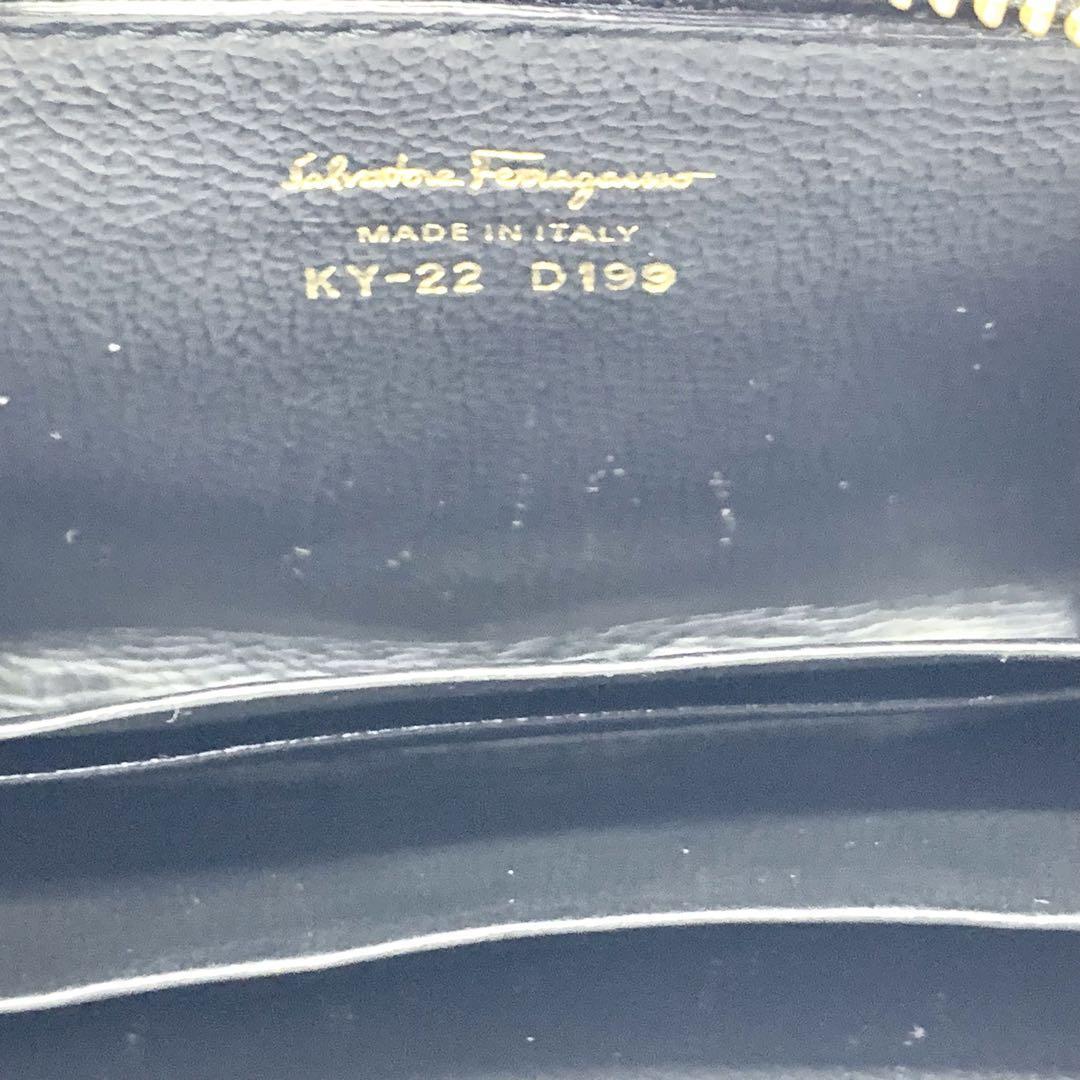 Salvatore Ferragamo
MADE IN ITALY
KY-22 D199